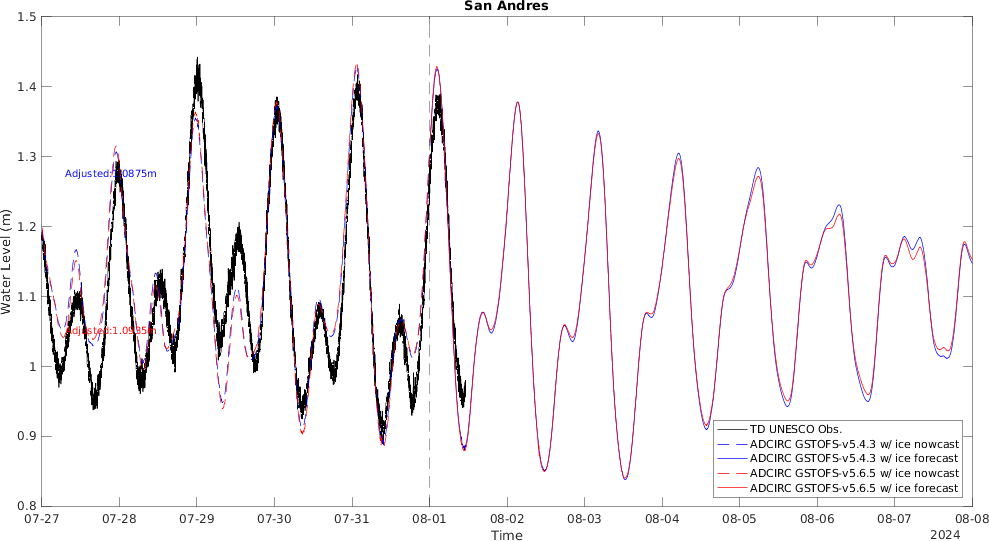 San Andres
Water Level (m)
1.5
1.4
1.3
1.2
1.1
1
0.9
0.8
Adjusted:1.0875m
TD UNESCO Obs.
ADCIRC GSTOFS-v5.4.3 w/ ice nowcast
ADCIRC GSTOFS-v5.4.3 w/ ice forecast
ADCIRC GSTOFS-v5.6.5 w/ ice nowcast
ADCIRC GSTOFS-v5.6.5 w/ ice forecast
07-27 07-28 07-29 07-30 07-31 08-01 08-02 08-03 08-04 08-05 08-06 08-07 08-08
Time
2024